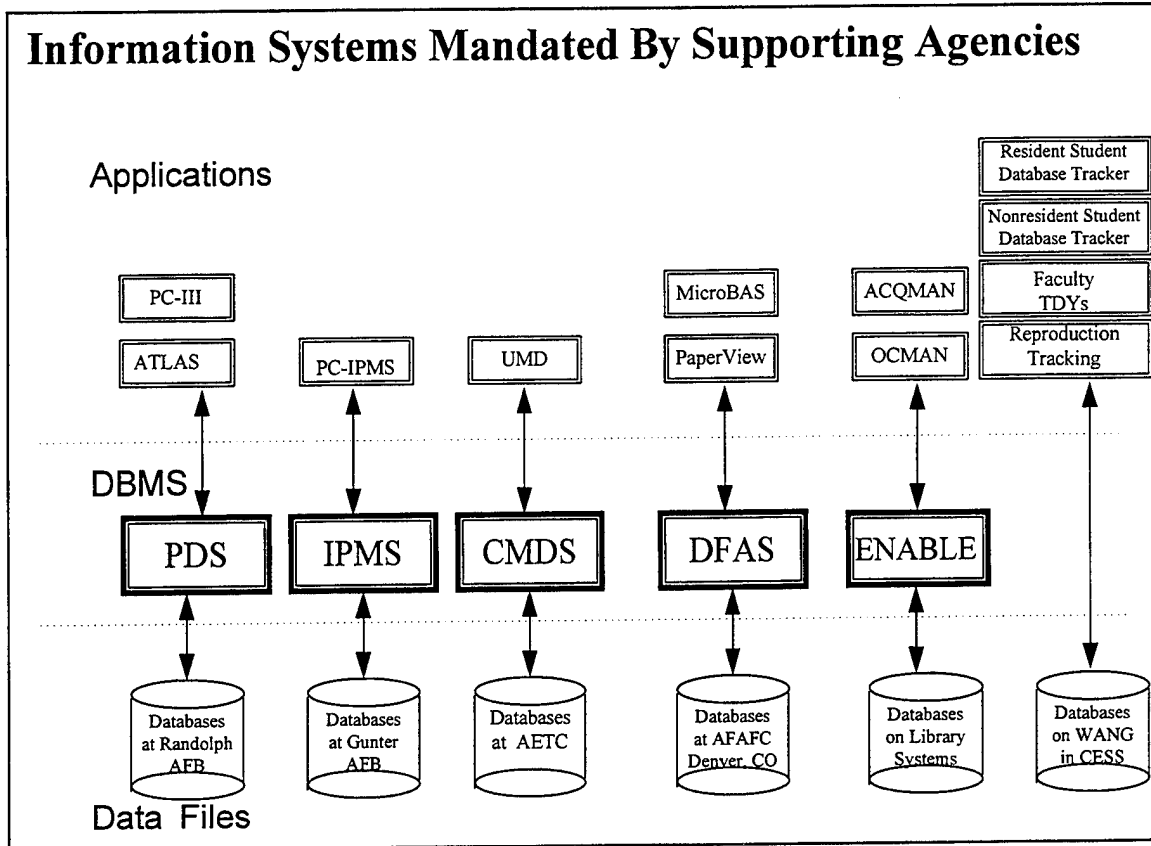 Information Systems Mandated By Supporting Agencies
Applications
Resident Student
Database Tracker
Nonresident Student
Database Tracker
Faculty
TDYs
Reproduction
Tracking
PC-III
ATLAS
PC-IPMS
UMD
MicroBAS
PaperView
ACQMAN
OCMAN
DBMS
PDS
IPMS
CMDS
DFAS
ENABLE
Databases
at Randolph
AFB
Databases
at Gunter
AFB
Databases
at AETC
Databases
at AFAFC
Denver, CO
Databases
on Library
Systems
Databases
on WANG
in CESS
Data Files